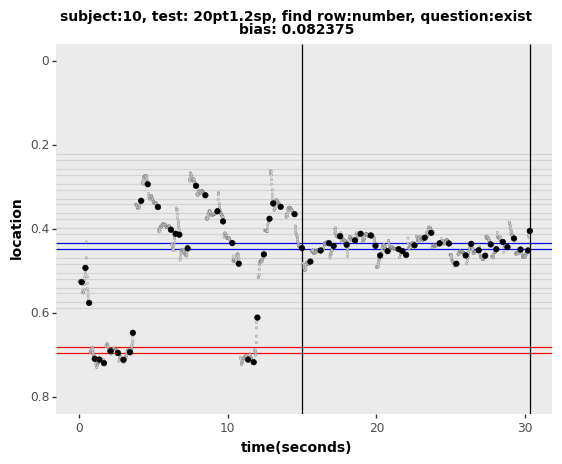 subject:10, test: 20pt1.2sp, find row:number, question:exist
bias: 0.082375
0
0.2
0.4
0.6
0.8
location
0
10
20
30
time(seconds)